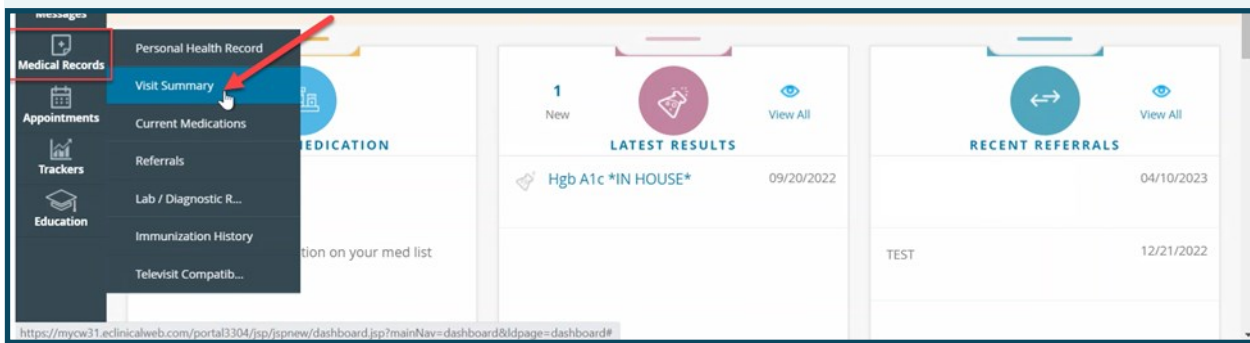 Messages
Medical Records
Appointments
Trackers
Education
Personal Health Record
Visit Summary
Current Medications
Referrals
Lab / Diagnostic R...
Immunization History
Televisit Compatib...
EDICATION
tion on your med list
1
New
View All
LATEST RESULTS
Hgb A1c *IN HOUSE* 09/20/2022
View All
RECENT REFERRALS
04/10/2023
TEST 12/21/2022
https://mycw31.eclinicalweb.com/portal3304/jsp/jspnew/dashboard.jsp?mainNav=dashboard&ldpage=dashboard#